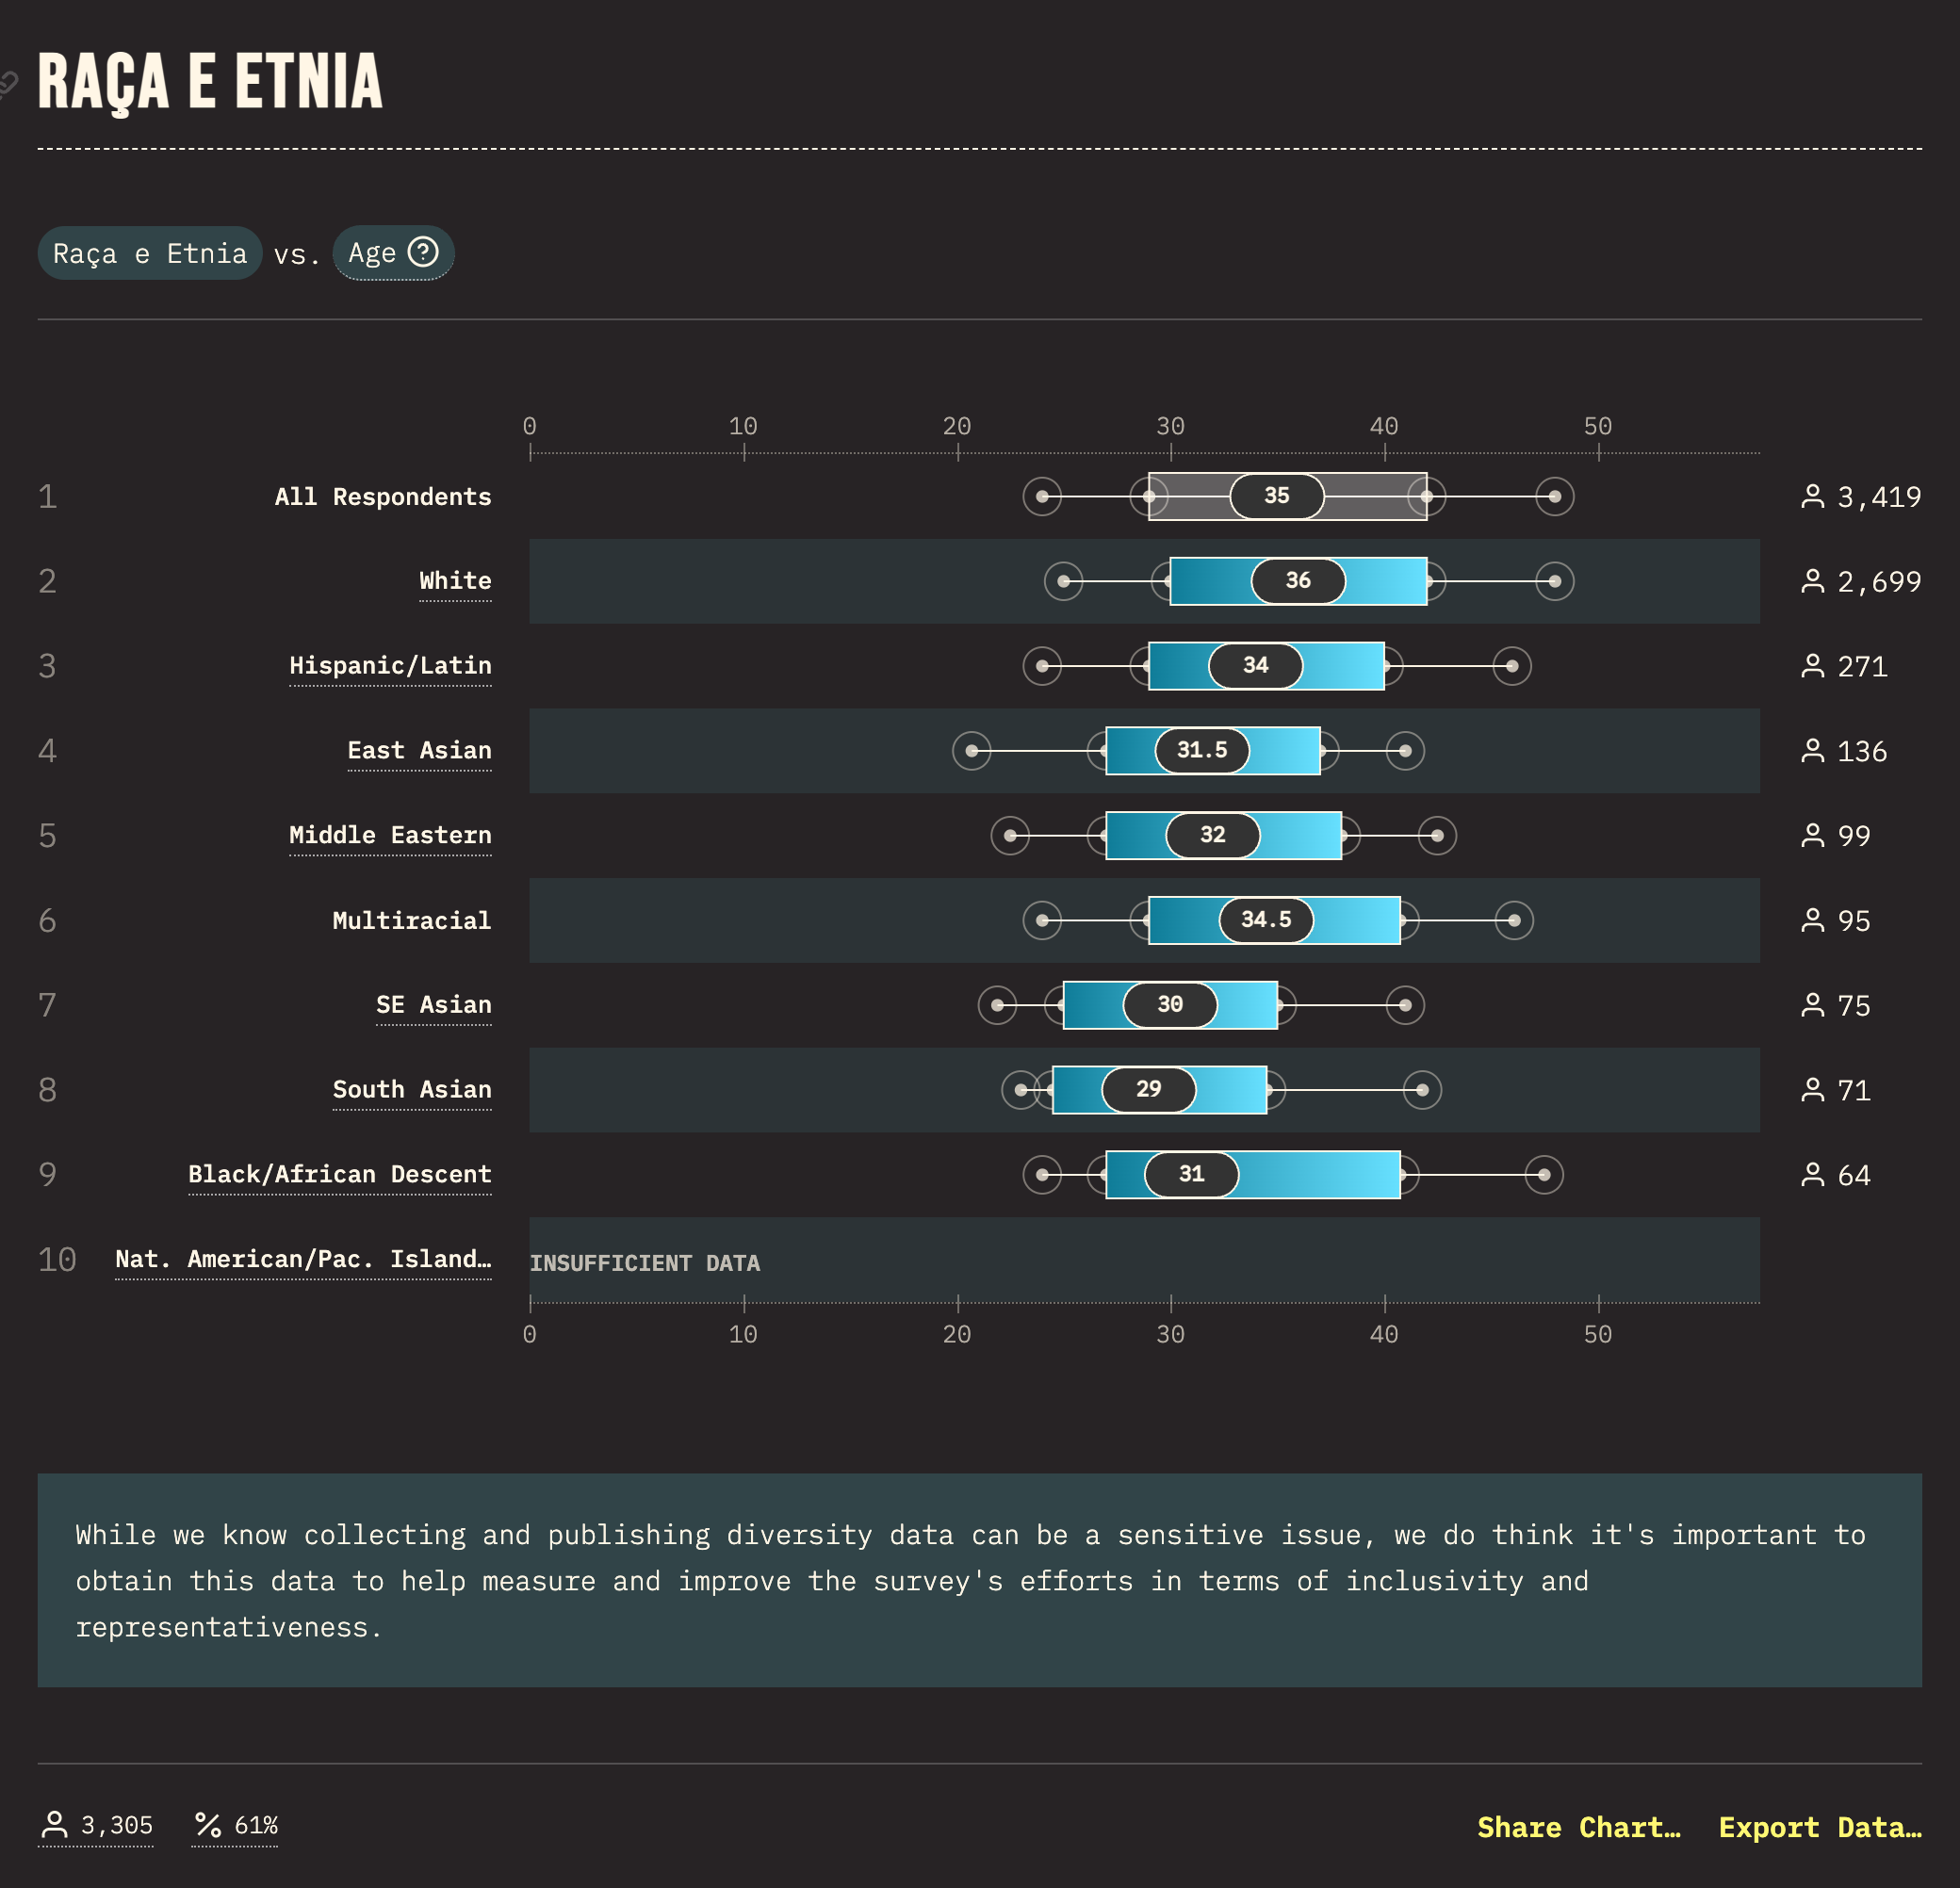 RAÇA E ETNIA
Raça e Etnia vs. Age
0 10 20 30 40 50
1 All Respondents 35 3,419
2 White 36 2,699
3 Hispanic/Latin 34 271
4 East Asian 31.5 136
5 Middle Eastern 32 99
6 Multiracial 34.5 95
7 SE Asian 30 75
8 South Asian 29 71
9 Black/African Descent 31 64
10 Nat. American/Pac. Island… INSUFFICIENT DATA
0 10 20 30 40 50
While we know collecting and publishing diversity data can be a sensitive issue, we do think it's important to
obtain this data to help measure and improve the survey's efforts in terms of inclusivity and
representativeness.
3,305 61% Share Chart… Export Data…